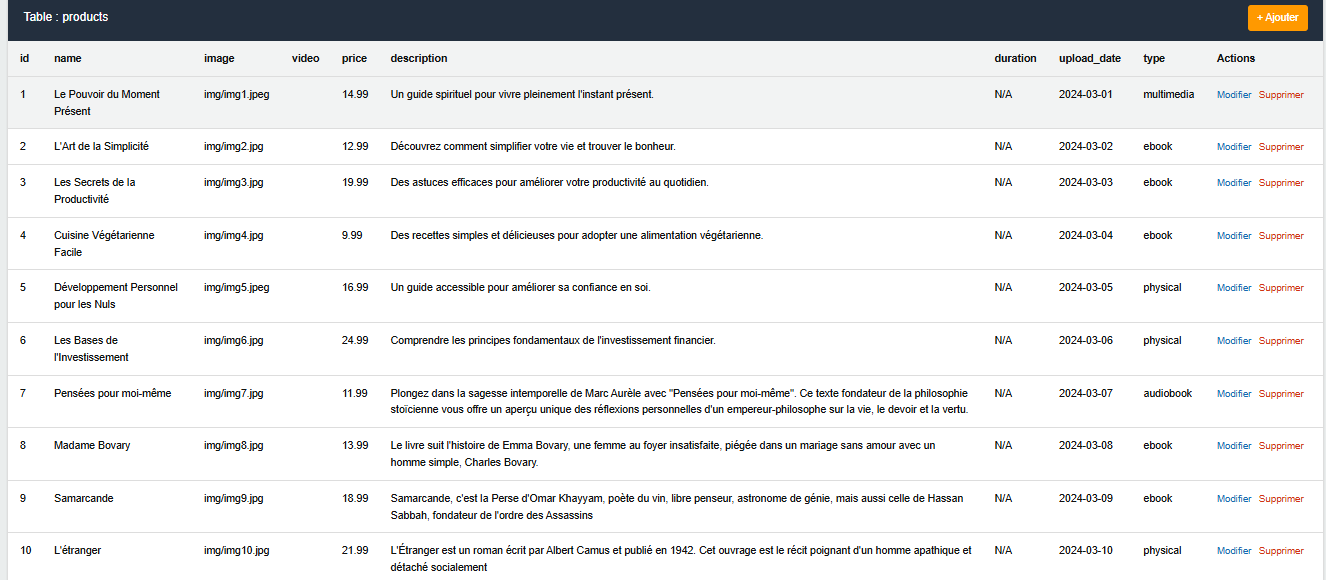 Table : products
+ Ajouter
id name image video price description duration upload_date type Actions
1 Le Pouvoir du Moment img/img1.jpeg 14.99 Un guide spirituel pour vivre pleinement l'instant présent. N/A 2024-03-01 multimedia Modifier Supprimer
Présent
2 L'Art de la Simplicité img/img2.jpg 12.99 Découvrez comment simplifier votre vie et trouver le bonheur. N/A 2024-03-02 ebook Modifier Supprimer
3 Les Secrets de la img/img3.jpg 19.99 Des astuces efficaces pour améliorer votre productivité au quotidien. N/A 2024-03-03 ebook Modifier Supprimer
Productivité
4 Cuisine Végétarienne img/img4.jpg 9.99 Des recettes simples et délicieuses pour adopter une alimentation végétarienne. N/A 2024-03-04 ebook Modifier Supprimer
Facile
5 Développement Personnel img/img5.jpeg 16.99 Un guide accessible pour améliorer sa confiance en soi. N/A 2024-03-05 physical Modifier Supprimer
pour les Nuls
6 Les Bases de img/img6.jpg 24.99 Comprendre les principes fondamentaux de l'investissement financier. N/A 2024-03-06 physical Modifier Supprimer
l'Investissement
7 Pensées pour moi-même img/img7.jpg 11.99 Plongez dans la sagesse intemporelle de Marc Aurèle avec "Pensées pour moi-même". Ce texte fondateur de la philosophie N/A 2024-03-07 audiobook Modifier Supprimer
stoïcienne vous offre un aperçu unique des réflexions personnelles d'un empereur-philosophe sur la vie, le devoir et la vertu.
8 Madame Bovary img/img8.jpg 13.99 Le livre suit l'histoire de Emma Bovary, une femme au foyer insatisfaite, piégée dans un mariage sans amour avec un N/A 2024-03-08 ebook Modifier Supprimer
homme simple, Charles Bovary.
9 Samarcande img/img9.jpg 18.99 Samarcande, c'est la Perse d'Omar Khayyam, poète du vin, libre penseur, astronome de génie, mais aussi celle de Hassan N/A 2024-03-09 ebook Modifier Supprimer
Sabbah, fondateur de l'ordre des Assassins
10 L'étranger img/img10.jpg 21.99 L'Étranger est un roman écrit par Albert Camus et publié en 1942. Cet ouvrage est le récit poignant d'un homme apathique et N/A 2024-03-10 physical Modifier Supprimer
détaché socialement